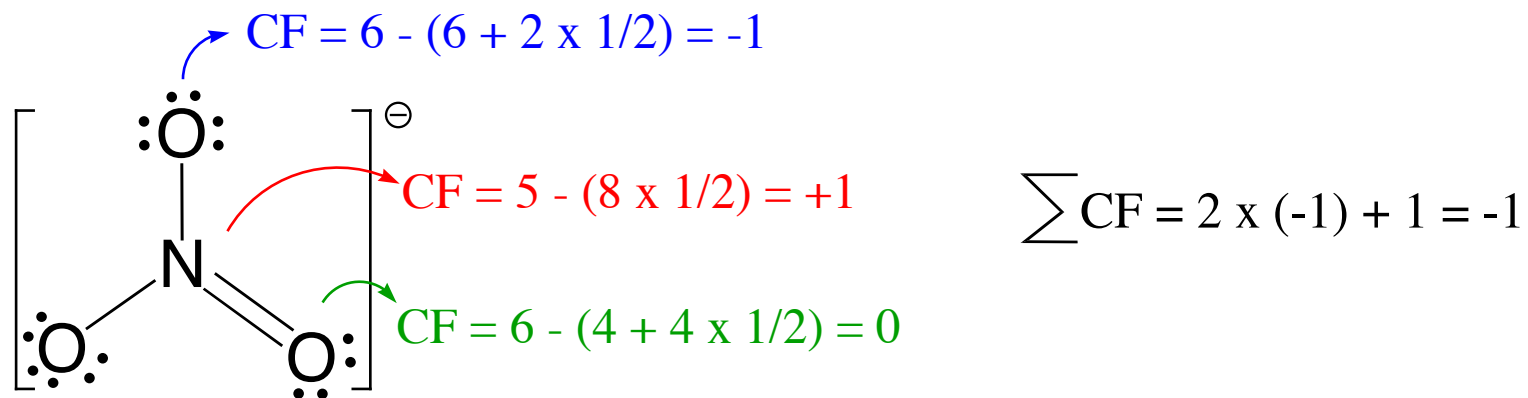 CF = 6 - (6 + 2 x 1/2) = -1
⊖
O
CF = 5 - (8 x 1/2) = +1
∑CF = 2 x (-1) + 1 = -1
N
CF = 6 - (4 + 4 x 1/2) = 0
O
O